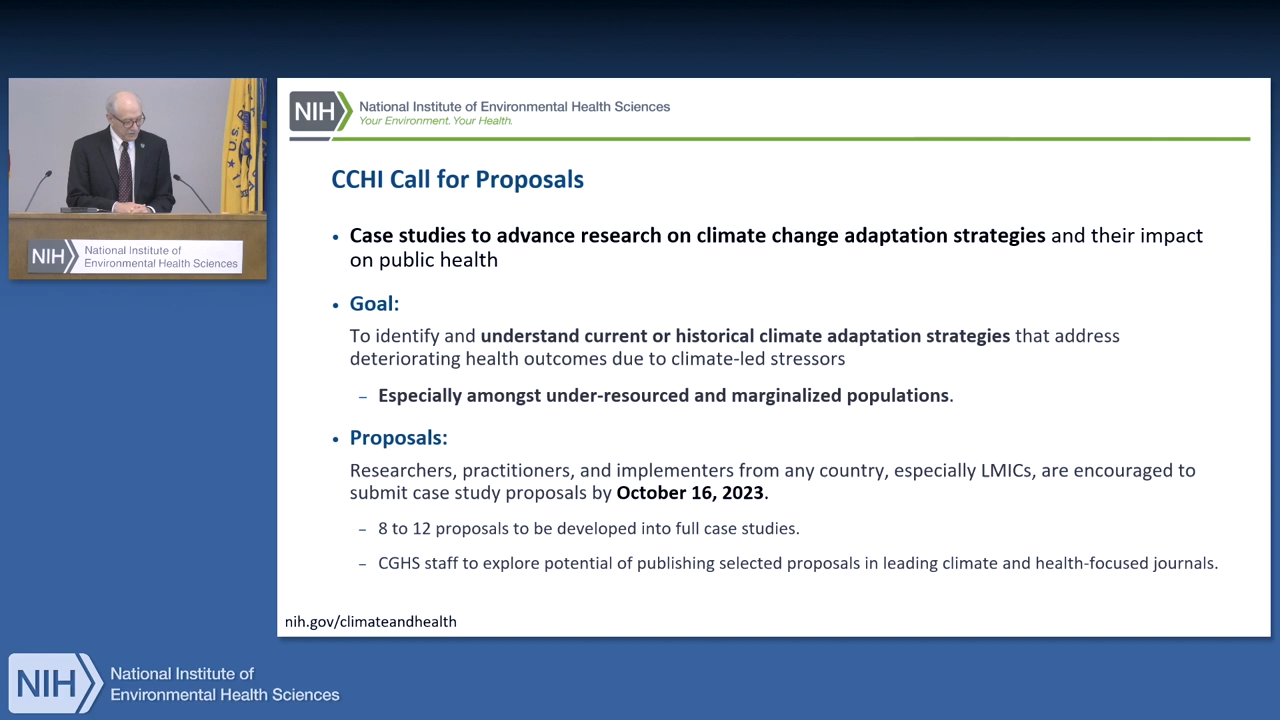 NIH
National Institute of Environmental Health Sciences
Your Environment. Your Health.
CCHI Call for Proposals
• Case studies to advance research on climate change adaptation strategies and their impact
on public health
• Goal:
To identify and understand current or historical climate adaptation strategies that address
deteriorating health outcomes due to climate-led stressors
– Especially amongst under-resourced and marginalized populations.
• Proposals:
Researchers, practitioners, and implementers from any country, especially LMICs, are encouraged to
submit case study proposals by October 16, 2023.
– 8 to 12 proposals to be developed into full case studies.
– CGHS staff to explore potential of publishing selected proposals in leading climate and health-focused journals.
nih.gov/climateandhealth
U.S.
NIH
National Institute of
Environmental Health Sciences
NIH
National Institute of
Environmental Health Sciences